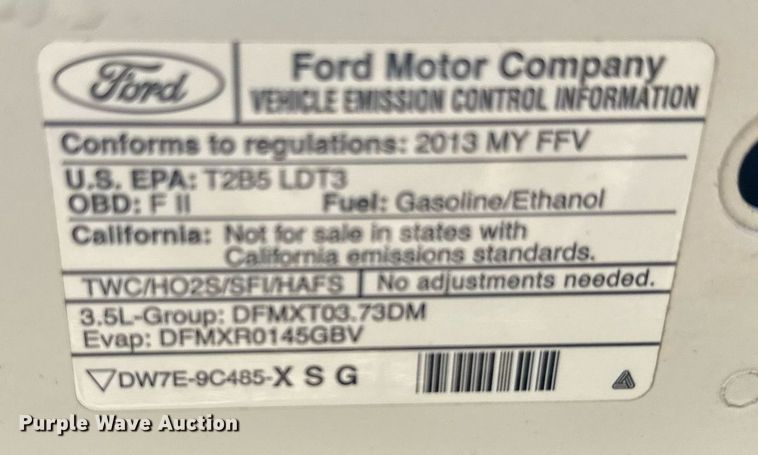 Ford
Ford Motor Company
VEHICLE EMISSION CONTROL INFORMATION
Conforms to regulations: 2013 MY FFV
U.S. EPA: T2B5 LDT3
OBD: F II Fuel: Gasoline/Ethanol
California: Not for sale in states with
California emissions standards.
TWC/HO2S/SFI/HAFS No adjustments needed.
3.5L-Group: DFMXT03.73DM
Evap: DFMXR0145GBV
DW7E-9C485-X S G
Purple Wave Auction